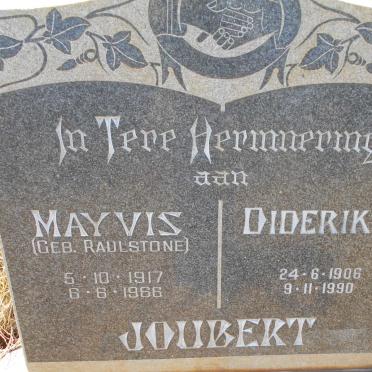 In Tere Herinnering
aan
MAYVIS
(GEB. RAULSTONE)
5 · 10 · 1917
6 · 6 · 1966
DIDERIK
24 · 6 · 1906
9 · 11 · 1990
JOUBERT